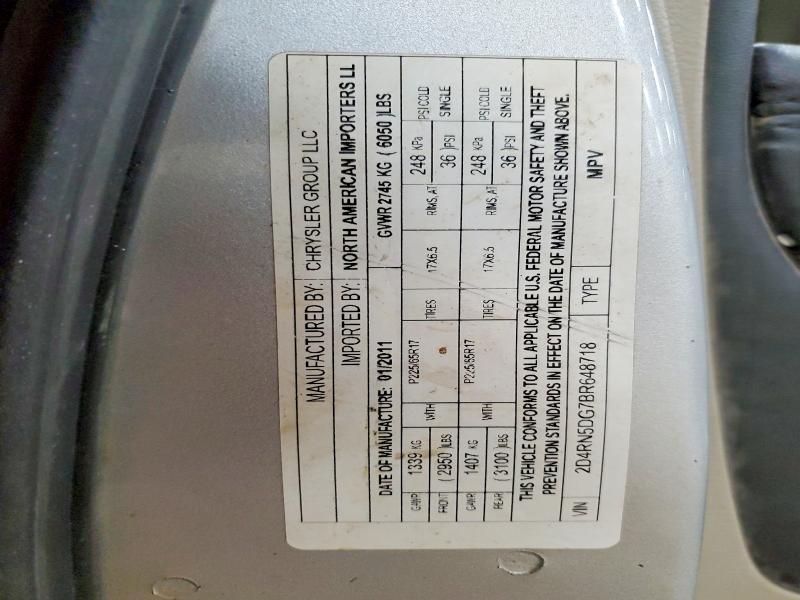 MANUFACTURED BY: CHRYSLER GROUP LLC
IMPORTED BY: NORTH AMERICAN IMPORTERS LL
DATE OF MANUFACTURE: 01/2011 GVWR 2745 KG ( 6050 )LBS
GAWR 1339 KG WITH P225/65R17 TIRES 17X6.5 RIMS, AT 248 KPa PSI/COLD
FRONT ( 2950 )LBS 36 )PSI SINGLE
GAWR 1407 KG WITH P225/65R17 TIRES 17X6.5 RIMS, AT 248 KPa PSI/COLD
REAR ( 3100 )LBS 36 )PSI SINGLE
THIS VEHICLE CONFORMS TO ALL APPLICABLE U.S. FEDERAL MOTOR SAFETY AND THEFT
PREVENTION STANDARDS IN EFFECT ON THE DATE OF MANUFACTURE SHOWN ABOVE.
VIN 2D4RN5DG7BR648718 TYPE MPV